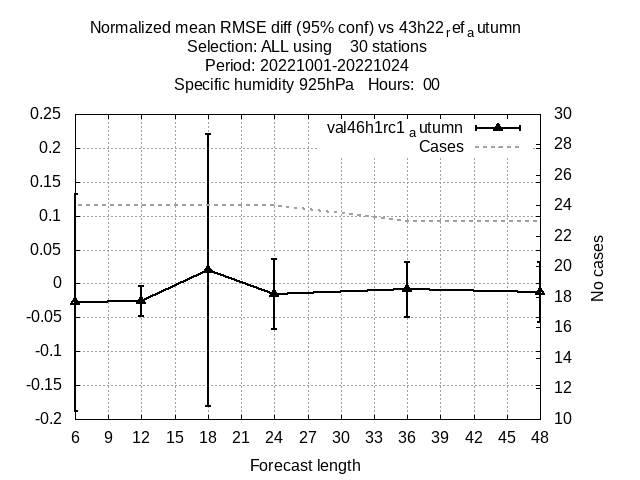 Normalized mean RMSE diff (95% conf) vs 43h22refautumn
Selection: ALL using 30 stations
Period: 20221001-20221024
Specific humidity 925hPa Hours: 00
val46h1rc1autumn
Cases
0.25
0.2
0.15
0.1
0.05
0
-0.05
-0.1
-0.15
-0.2
30
28
26
24
22
20
18
16
14
12
10
No cases
6 9 12 15 18 21 24 27 30 33 36 39 42 45 48
Forecast length